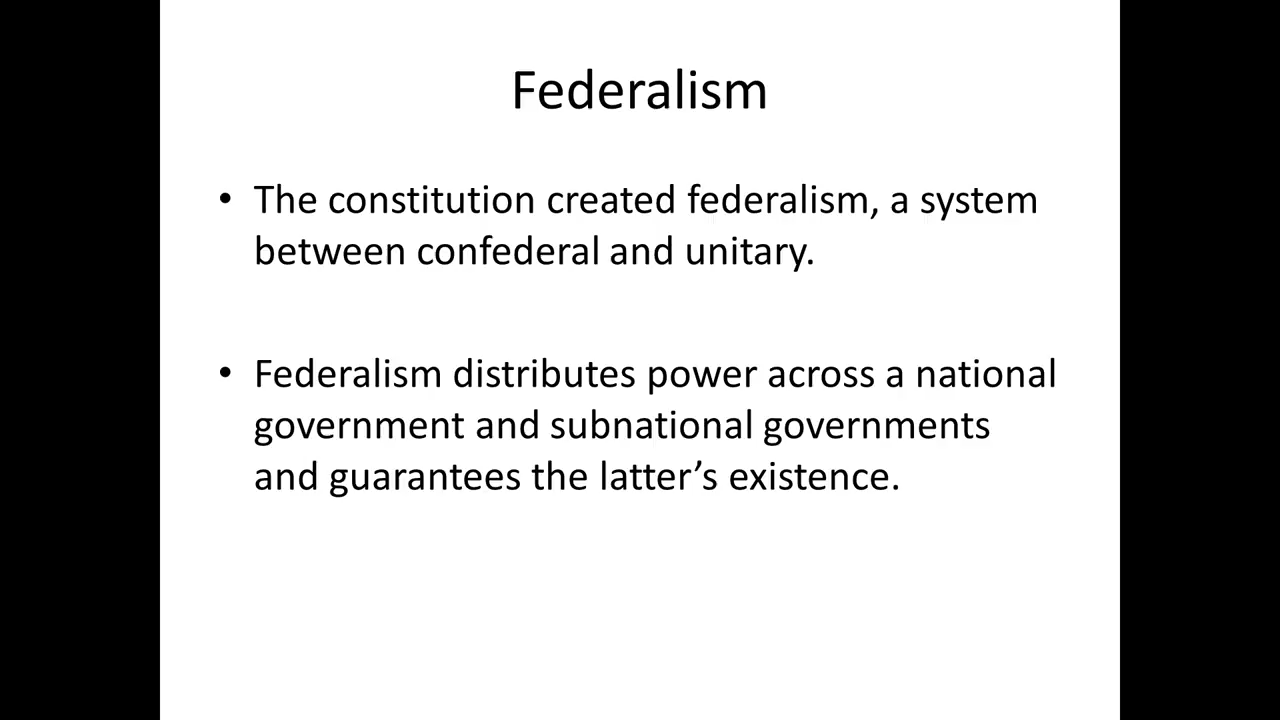 Federalism
• The constitution created federalism, a system
between confederal and unitary.
• Federalism distributes power across a national
government and subnational governments
and guarantees the latter’s existence.